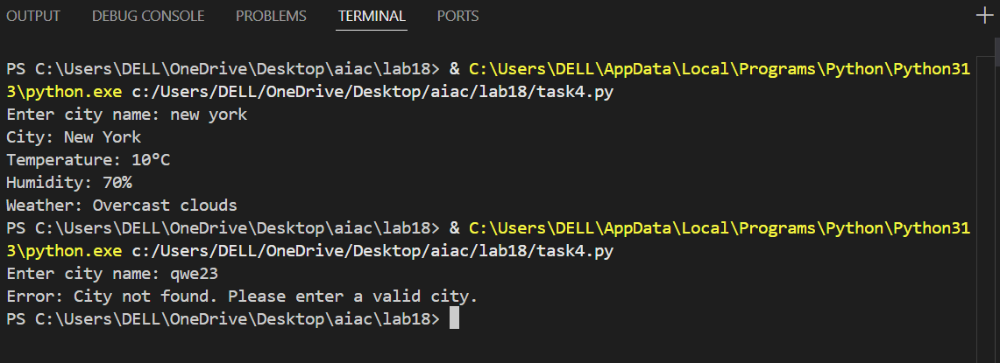 OUTPUT DEBUG CONSOLE PROBLEMS TERMINAL PORTS
PS C:\Users\DELL\OneDrive\Desktop\aiac\lab18> & C:\Users\DELL\AppData\Local\Programs\Python\Python31
3\python.exe c:/Users/DELL/OneDrive/Desktop/aiac/lab18/task4.py
Enter city name: new york
City: New York
Temperature: 10°C
Humidity: 70%
Weather: Overcast clouds
PS C:\Users\DELL\OneDrive\Desktop\aiac\lab18> & C:\Users\DELL\AppData\Local\Programs\Python\Python31
3\python.exe c:/Users/DELL/OneDrive/Desktop/aiac/lab18/task4.py
Enter city name: qwe23
Error: City not found. Please enter a valid city.
PS C:\Users\DELL\OneDrive\Desktop\aiac\lab18>